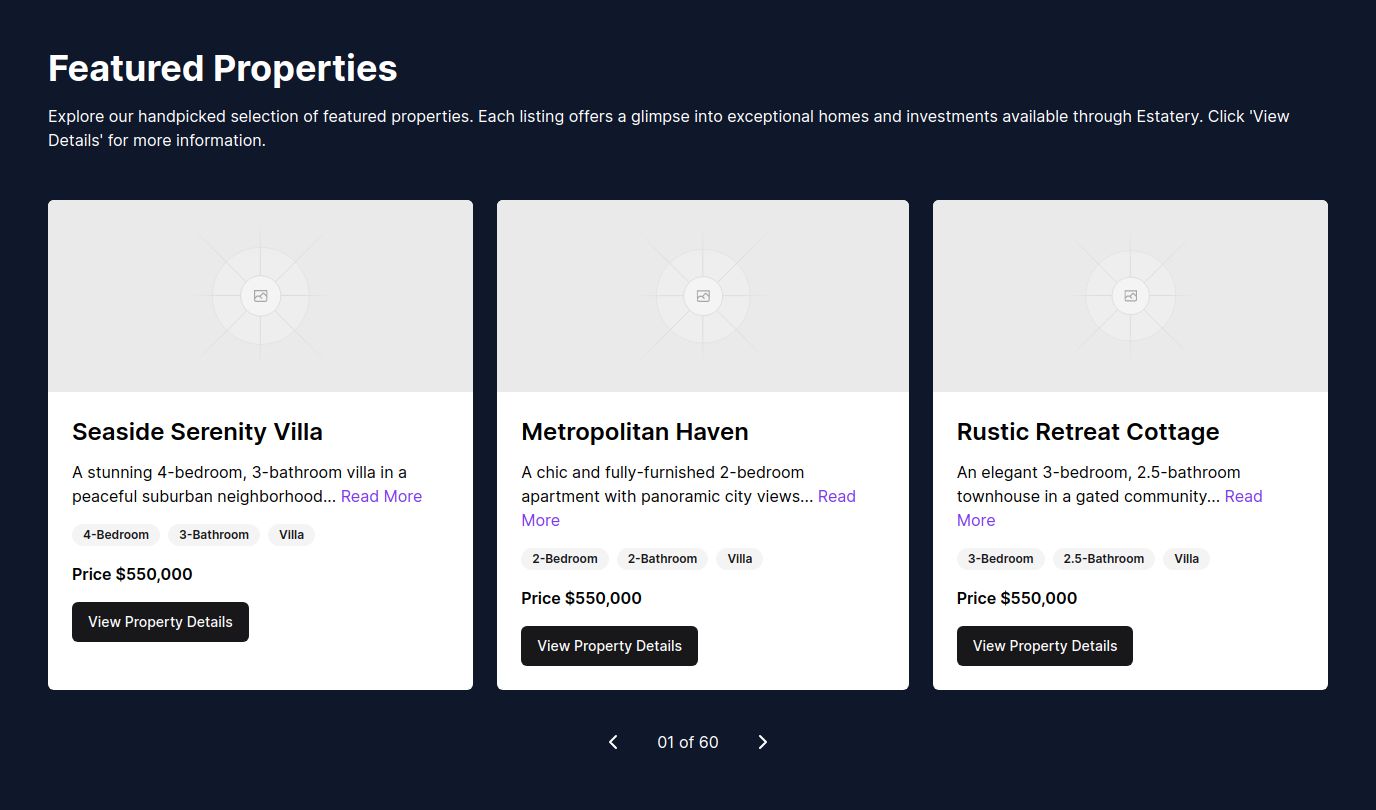 Featured Properties
Explore our handpicked selection of featured properties. Each listing offers a glimpse into exceptional homes and investments available through Estatery. Click 'View
Details' for more information.
Seaside Serenity Villa
A stunning 4-bedroom, 3-bathroom villa in a
peaceful suburban neighborhood... Read More
4-Bedroom 3-Bathroom Villa
Price $550,000
View Property Details
Metropolitan Haven
A chic and fully-furnished 2-bedroom
apartment with panoramic city views... Read
More
2-Bedroom 2-Bathroom Villa
Price $550,000
View Property Details
Rustic Retreat Cottage
An elegant 3-bedroom, 2.5-bathroom
townhouse in a gated community... Read
More
3-Bedroom 2.5-Bathroom Villa
Price $550,000
View Property Details
01 of 60